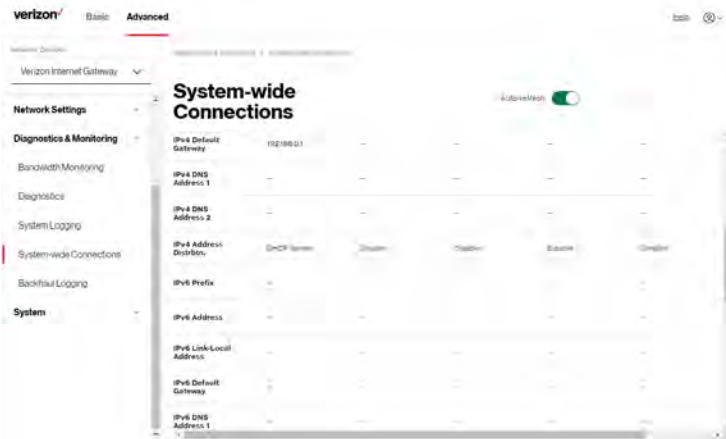 verizon✓ Basic Advanced
Verizon Internet Gateway
System-wide
Connections
Auto refresh
Network Settings
Diagnostics & Monitoring
Bandwidth Monitoring
Diagnostics
System Logging
System-wide Connections
Backhaul Logging
System
IPv4 Default
Gateway
192.168.0.1 – – – –
IPv4 DNS
Address 1
– – – – –
IPv4 DNS
Address 2
– – – – –
IPv4 Address
Distrbtn.
DHCP Server Disabled Disabled Disabled
IPv6 Prefix – – – – –
IPv6 Address – – – – –
IPv6 Link-Local
Address
– – – – –
IPv6 Default
Gateway
– – – – –
IPv6 DNS
Address 1
– – – – –